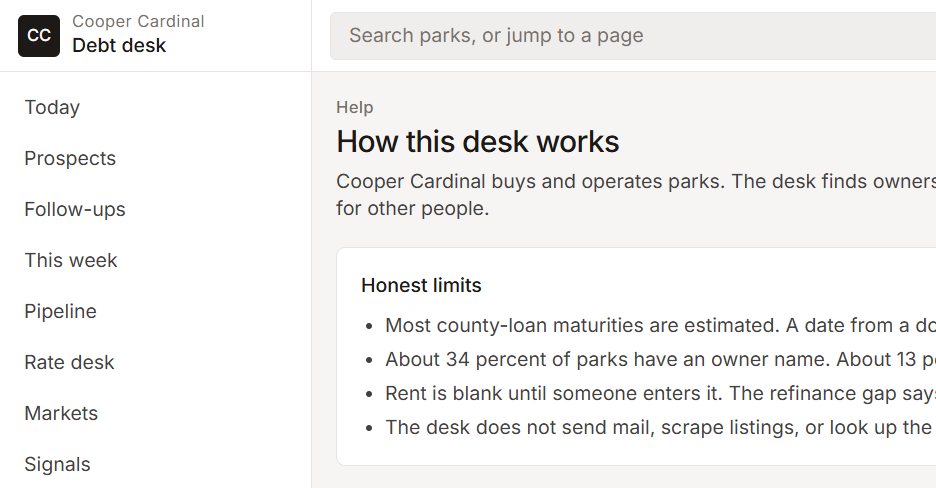 CC
Cooper Cardinal
Debt desk
Search parks, or jump to a page
Today
Prospects
Follow-ups
This week
Pipeline
Rate desk
Markets
Signals
Help
How this desk works
Cooper Cardinal buys and operates parks. The desk finds owners
for other people.
Honest limits
• Most county-loan maturities are estimated. A date from a
• About 34 percent of parks have an owner name. About 13
• Rent is blank until someone enters it. The refinance gap says
• The desk does not send mail, scrape listings, or look up the